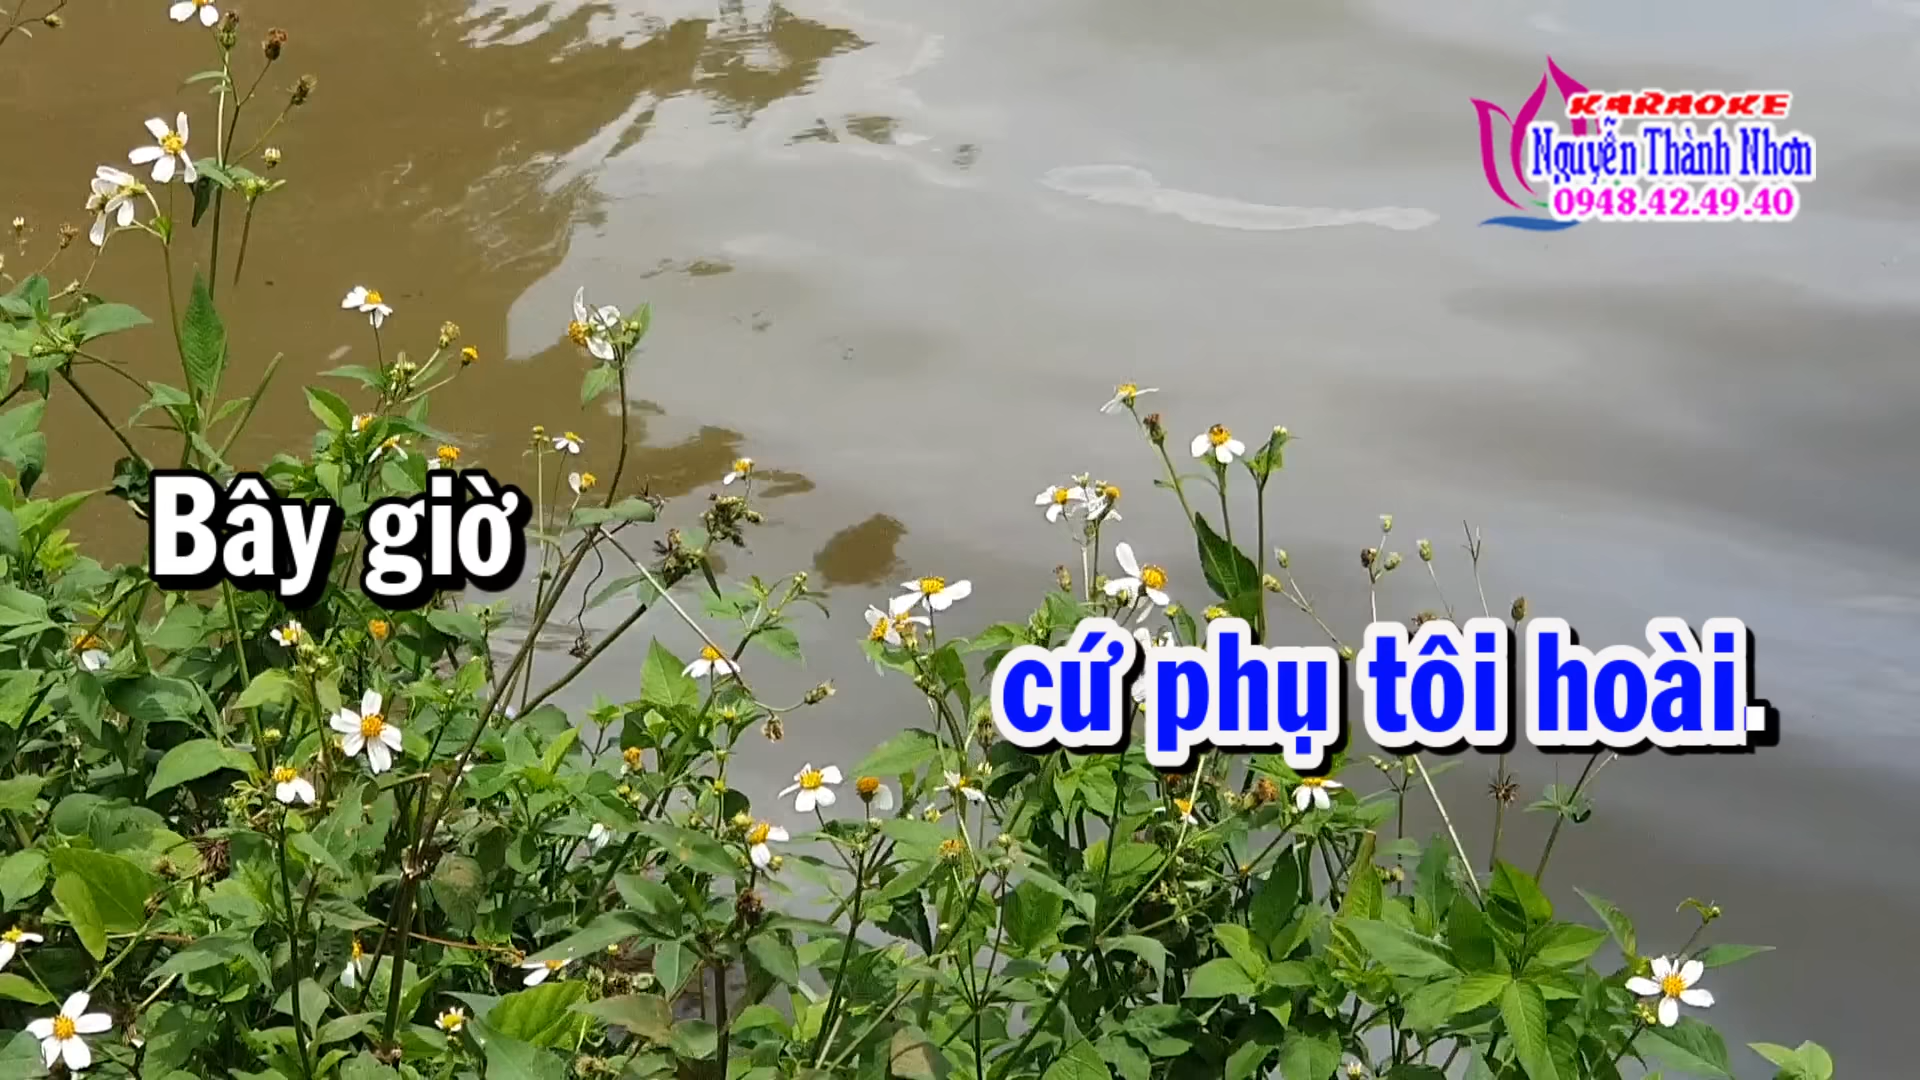 KARAOKE
Nguyễn Thành Nhơn
0948.42.49.40
Bây giờ
cứ phụ tôi hoài.